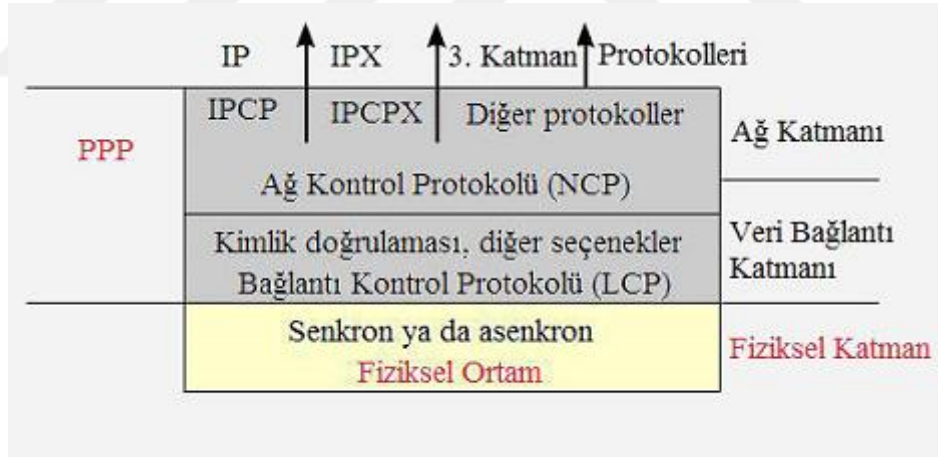 IP IPX 3. Katman Protokolleri
IPCP IPCPX Diğer protokoller
PPP
Ağ Katmanı
Ağ Kontrol Protokolü (NCP)
Kimlik doğrulaması, diğer seçenekler
Bağlantı Kontrol Protokolü (LCP)
Veri Bağlantı
Katmanı
Senkron ya da asenkron
Fiziksel Ortam
Fiziksel Katman